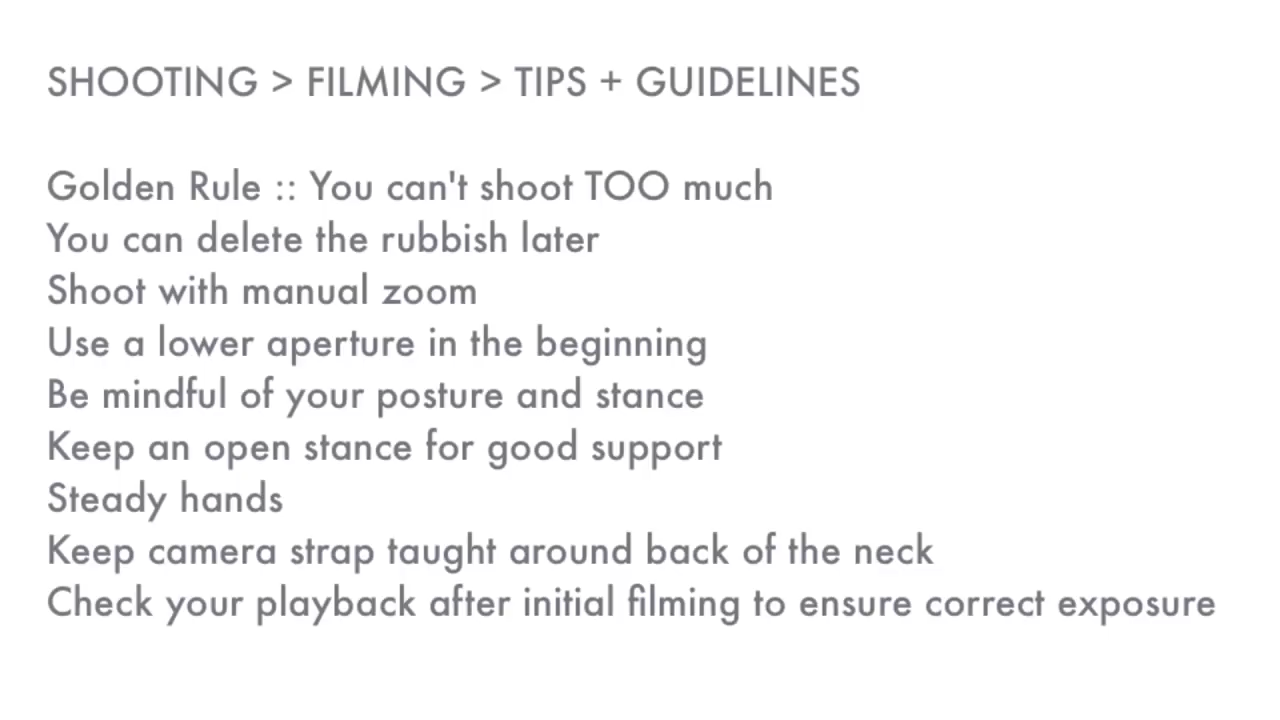 SHOOTING > FILMING > TIPS + GUIDELINES
Golden Rule :: You can't shoot TOO much
You can delete the rubbish later
Shoot with manual zoom
Use a lower aperture in the beginning
Be mindful of your posture and stance
Keep an open stance for good support
Steady hands
Keep camera strap taught around back of the neck
Check your playback after initial filming to ensure correct exposure